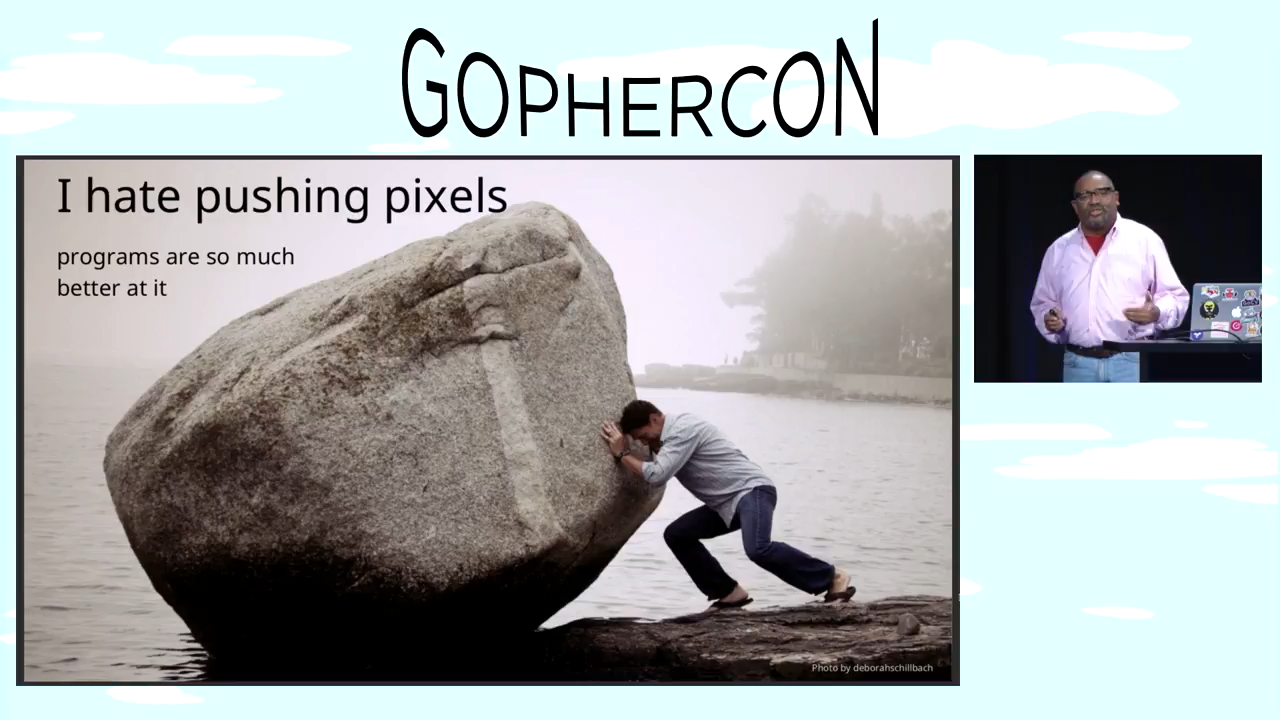 GOPHERCON
I hate pushing pixels
programs are so much
better at it
Photo by deborahschillbach